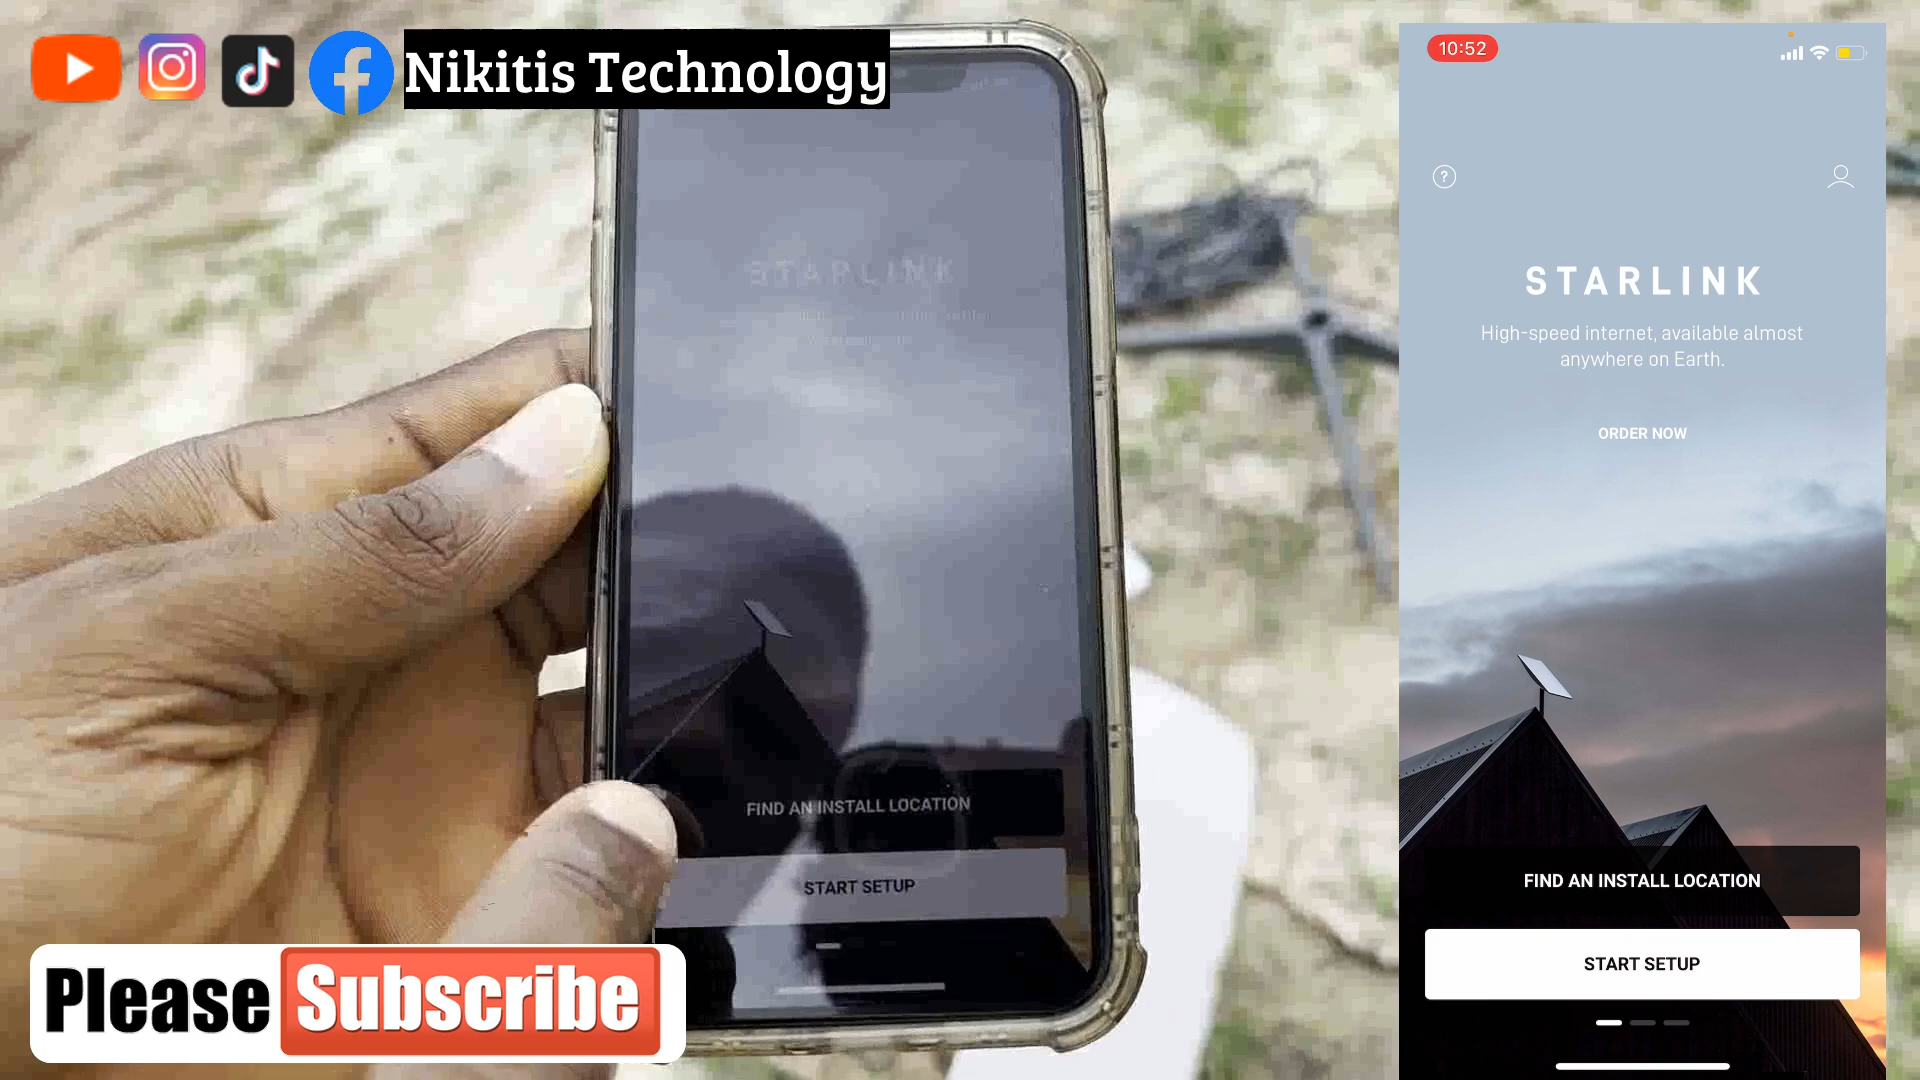 Nikitis Technology
STARLINK
FIND AN INSTALL LOCATION
START SETUP
Please Subscribe
10:52
?
STARLINK
High-speed internet, available almost
anywhere on Earth.
ORDER NOW
FIND AN INSTALL LOCATION
START SETUP